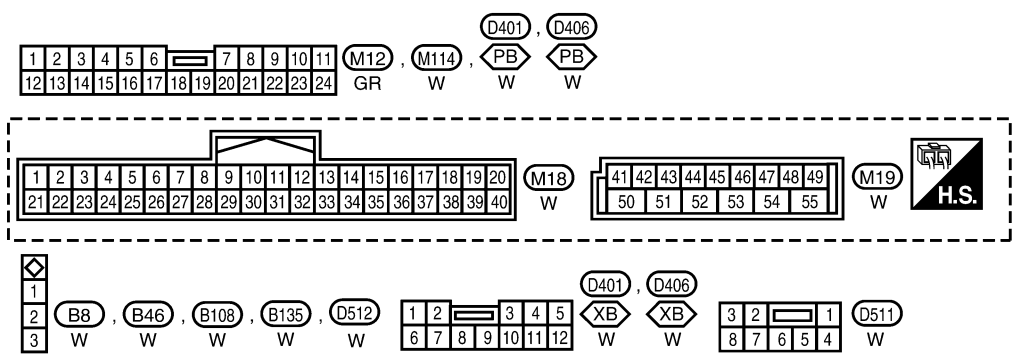 D401 , D406
1 2 3 4 5 6 7 8 9 10 11 M12 , M114 , PB PB
12 13 14 15 16 17 18 19 20 21 22 23 24 GR W W W
1 2 3 4 5 6 7 8 9 10 11 12 13 14 15 16 17 18 19 20 M18 41 42 43 44 45 46 47 48 49 M19
21 22 23 24 25 26 27 28 29 30 31 32 33 34 35 36 37 38 39 40 W 50 51 52 53 54 55 W H.S.
D401 , D406
1
2 B8 , B46 , B108 , B135 , D512 1 2 3 4 5 XB XB 3 2 1 D511
3 W W W W W 6 7 8 9 10 11 12 W W 8 7 6 5 4 W